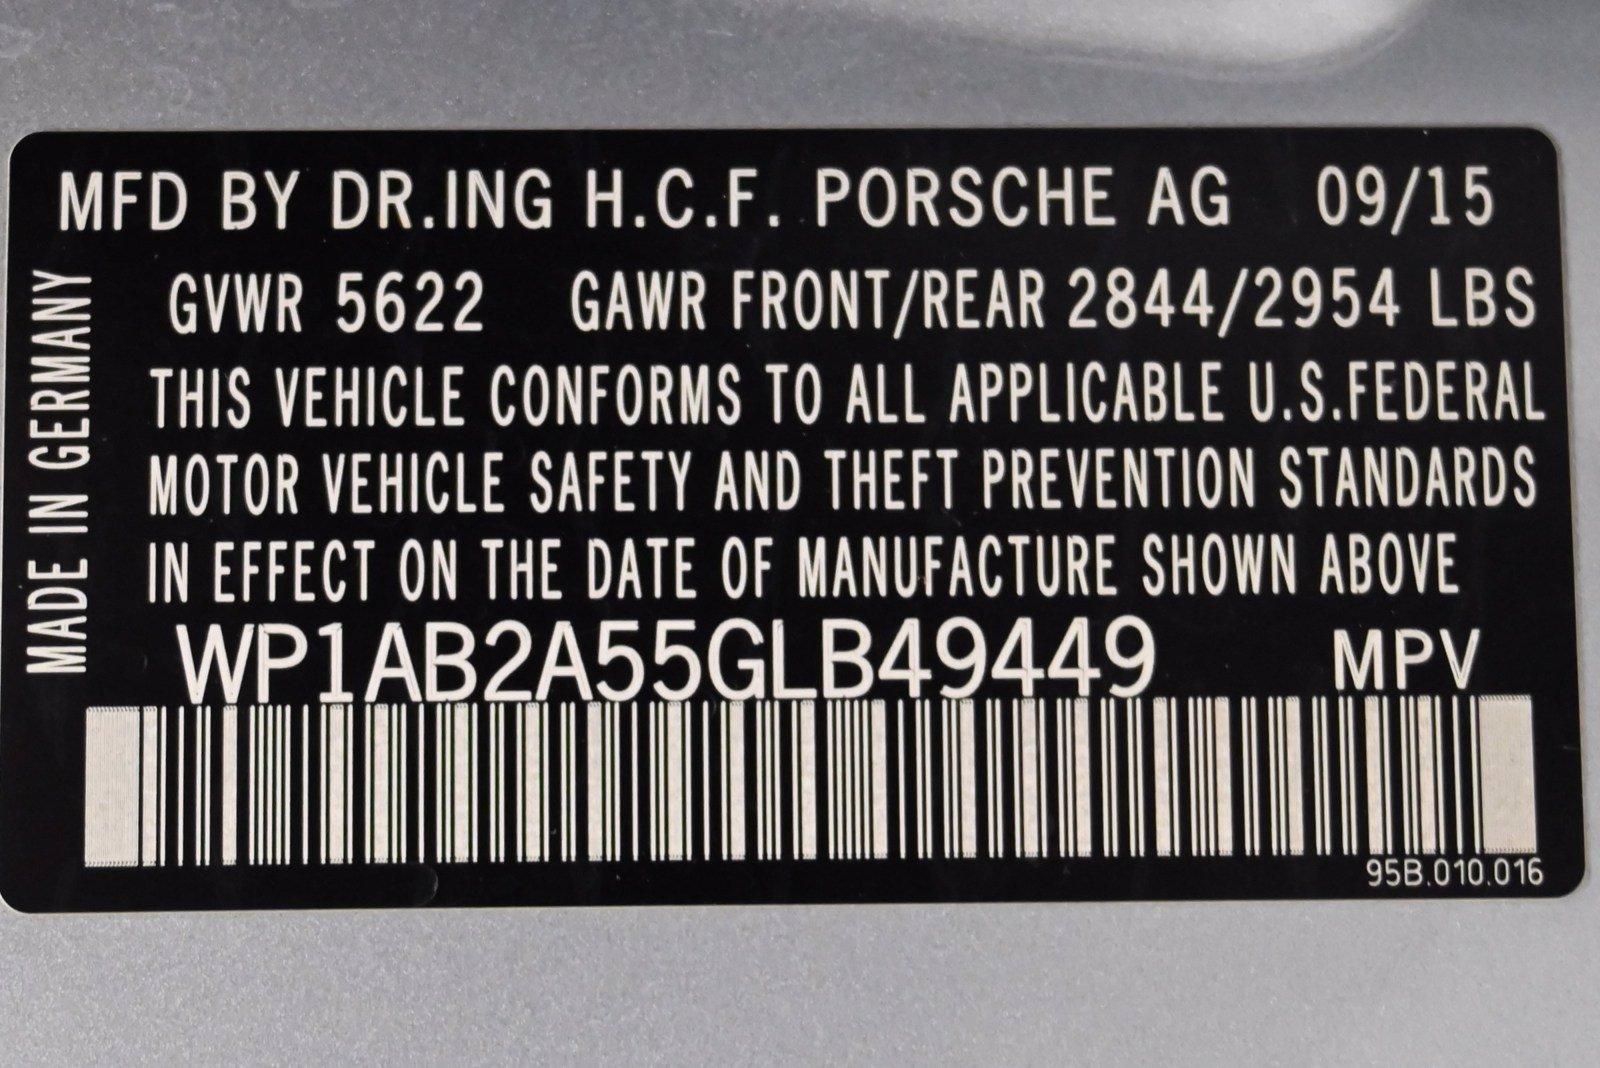 MFD BY DR.ING H.C.F. PORSCHE AG 09/15
GVWR 5622 GAWR FRONT/REAR 2844/2954 LBS
THIS VEHICLE CONFORMS TO ALL APPLICABLE U.S.FEDERAL
MOTOR VEHICLE SAFETY AND THEFT PREVENTION STANDARDS
IN EFFECT ON THE DATE OF MANUFACTURE SHOWN ABOVE
WP1AB2A55GLB49449 MPV
95B.010.016
MADE IN GERMANY